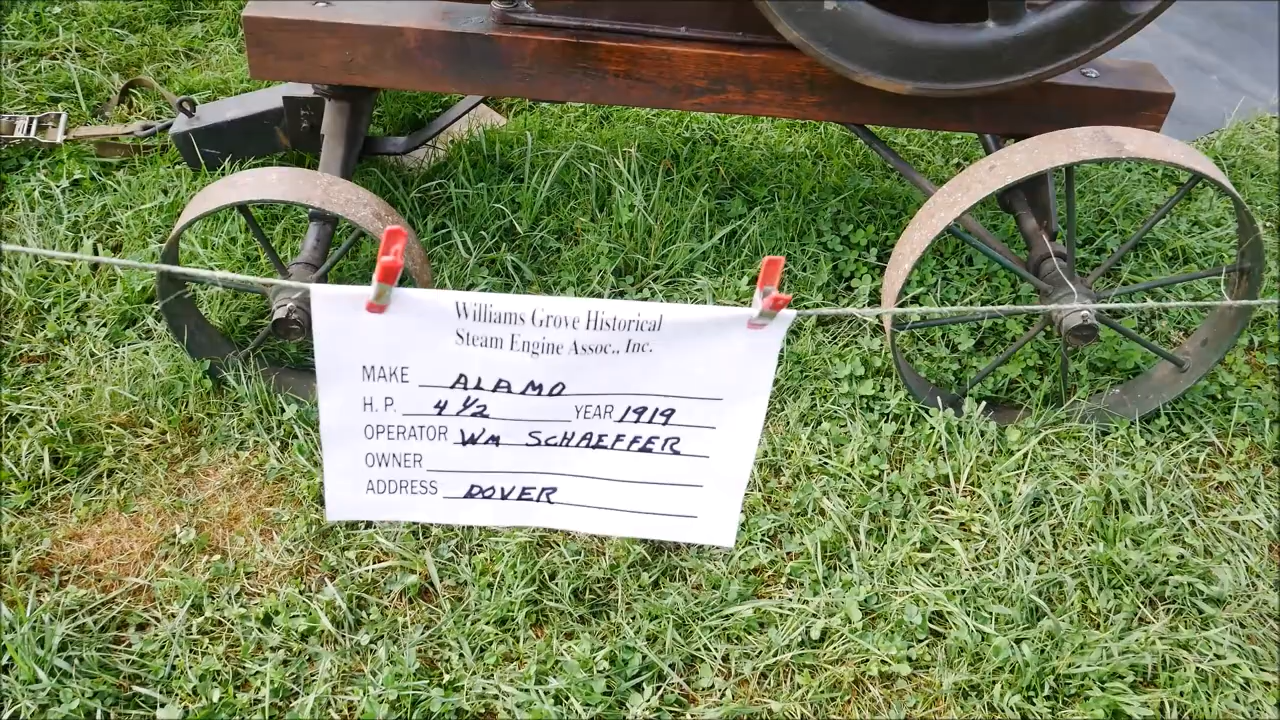 Williams Grove Historical
Steam Engine Assoc., Inc.
MAKE ALAMO
H. P. 4 1/2 YEAR 1919
OPERATOR WM SCHAEFFER
OWNER
ADDRESS DOVER